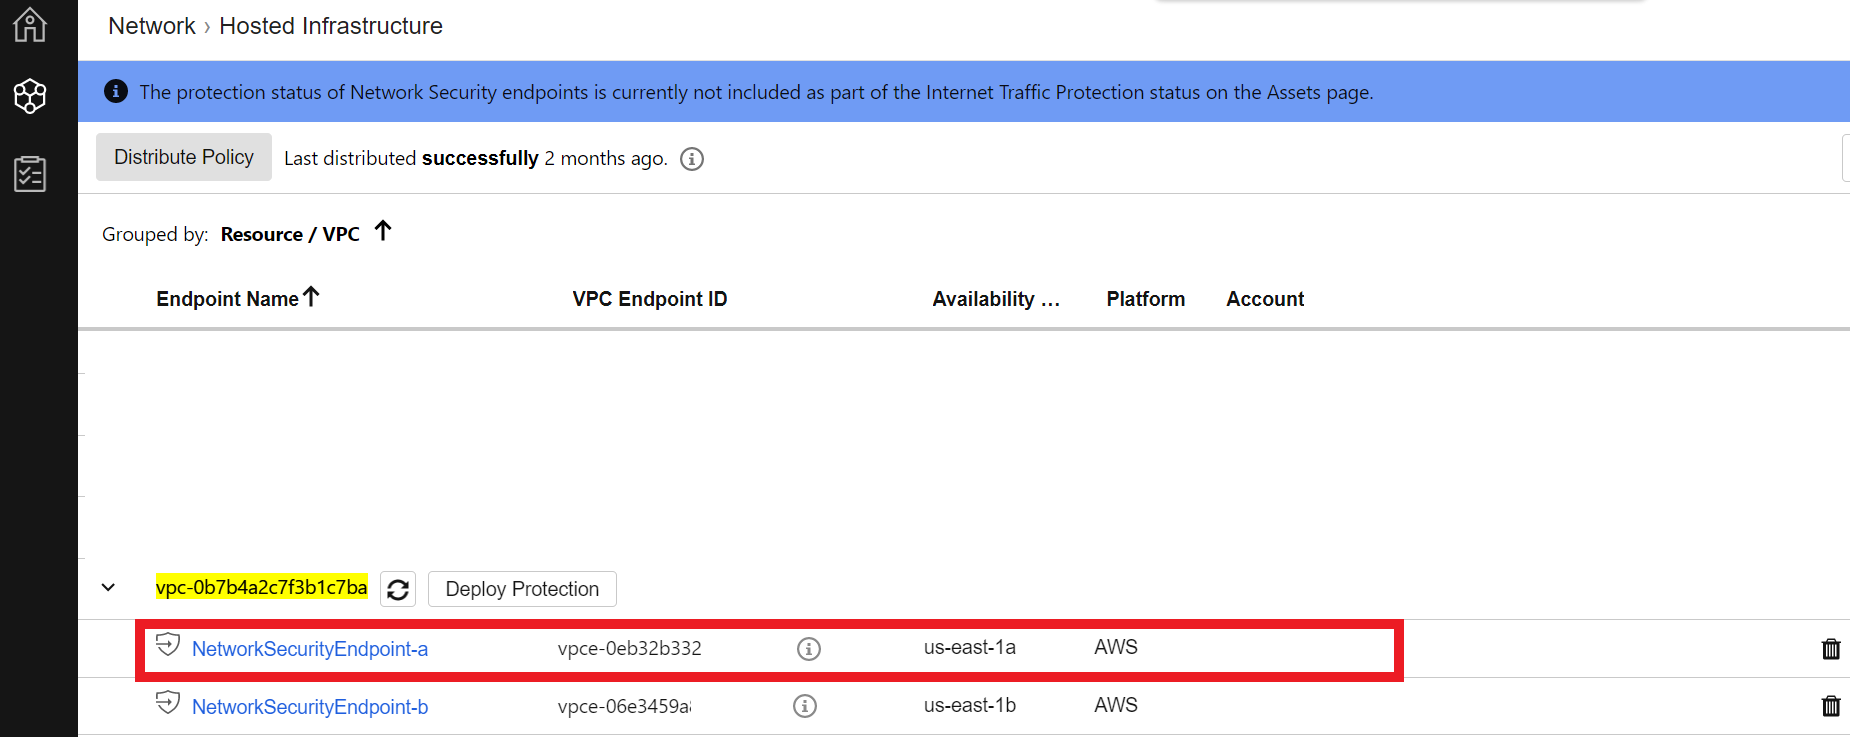 Network › Hosted Infrastructure
The protection status of Network Security endpoints is currently not included as part of the Internet Traffic Protection status on the Assets page.
Distribute Policy Last distributed successfully 2 months ago.
Grouped by: Resource / VPC
Endpoint Name VPC Endpoint ID Availability ... Platform Account
vpc-0b7b4a2c7f3b1c7ba Deploy Protection
NetworkSecurityEndpoint-a vpce-0eb32b332 us-east-1a AWS
NetworkSecurityEndpoint-b vpce-06e3459a us-east-1b AWS